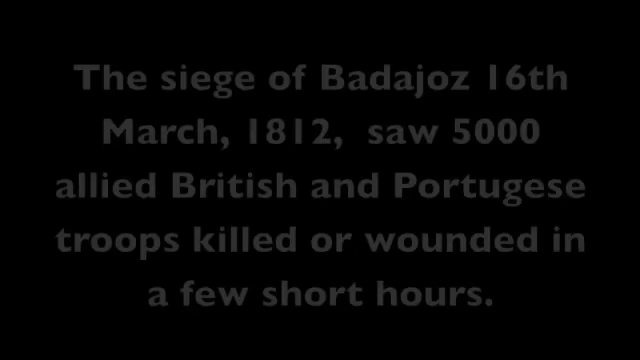 The siege of Badajoz 16th
March, 1812,  saw 5000
allied British and Portugese
troops killed or wounded in
a few short hours.